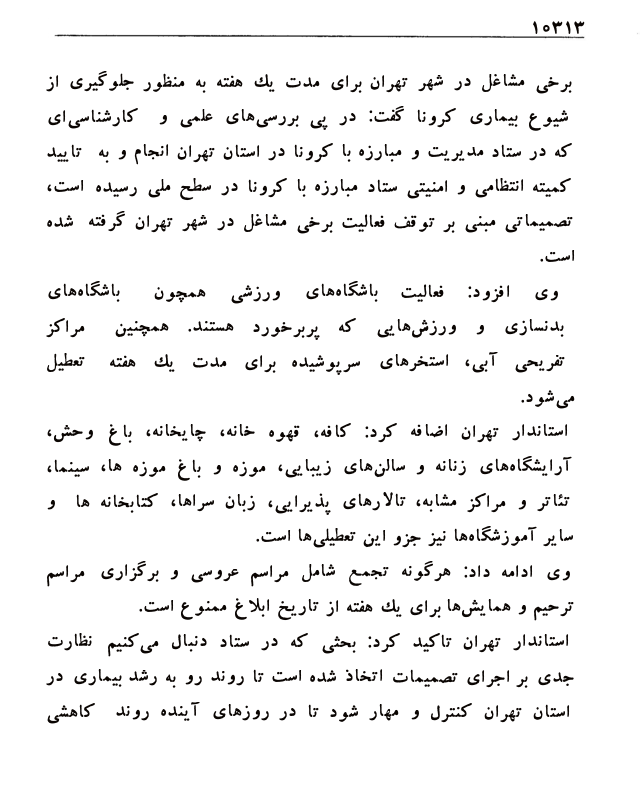 ۱۰۳۱۳
برخی مشاغل در شهر تهران برای مدت یك هفته به منظور جلوگیری از
شیوع بیماری کرونا گفت: در پی بررسی‌های علمی و کارشناسی‌ای
که در ستاد مدیریت و مبارزه با کرونا در استان تهران انجام و به تایید
کمیته انتظامی و امنیتی ستاد مبارزه با کرونا در سطح ملی رسیده است،
تصمیماتی مبنی بر توقف فعالیت برخی مشاغل در شهر تهران گرفته شده
است.
وی افزود: فعالیت باشگاه‌های ورزشی همچون باشگاه‌های
بدنسازی و ورزش‌هایی که پربرخورد هستند. همچنین مراکز
تفریحی آبی، استخرهای سرپوشیده برای مدت یك هفته تعطیل
می‌شود.
استاندار تهران اضافه کرد: کافه، قهوه خانه، چایخانه، باغ وحش،
آرایشگاه‌های زنانه و سالن‌های زیبایی، موزه و باغ موزه ها، سینما،
تئاتر و مراکز مشابه، تالارهای پذیرایی، زبان سراها، کتابخانه ها و
سایر آموزشگاه‌ها نیز جزو این تعطیلی‌ها است.
وی ادامه داد: هرگونه تجمع شامل مراسم عروسی و برگزاری مراسم
ترحیم و همایش‌ها برای یك هفته از تاریخ ابلاغ ممنوع است.
استاندار تهران تاکید کرد: بحثی که در ستاد دنبال می‌کنیم نظارت
جدی بر اجرای تصمیمات اتخاذ شده است تا روند رو به رشد بیماری در
استان تهران کنترل و مهار شود تا در روزهای آینده روند کاهشی